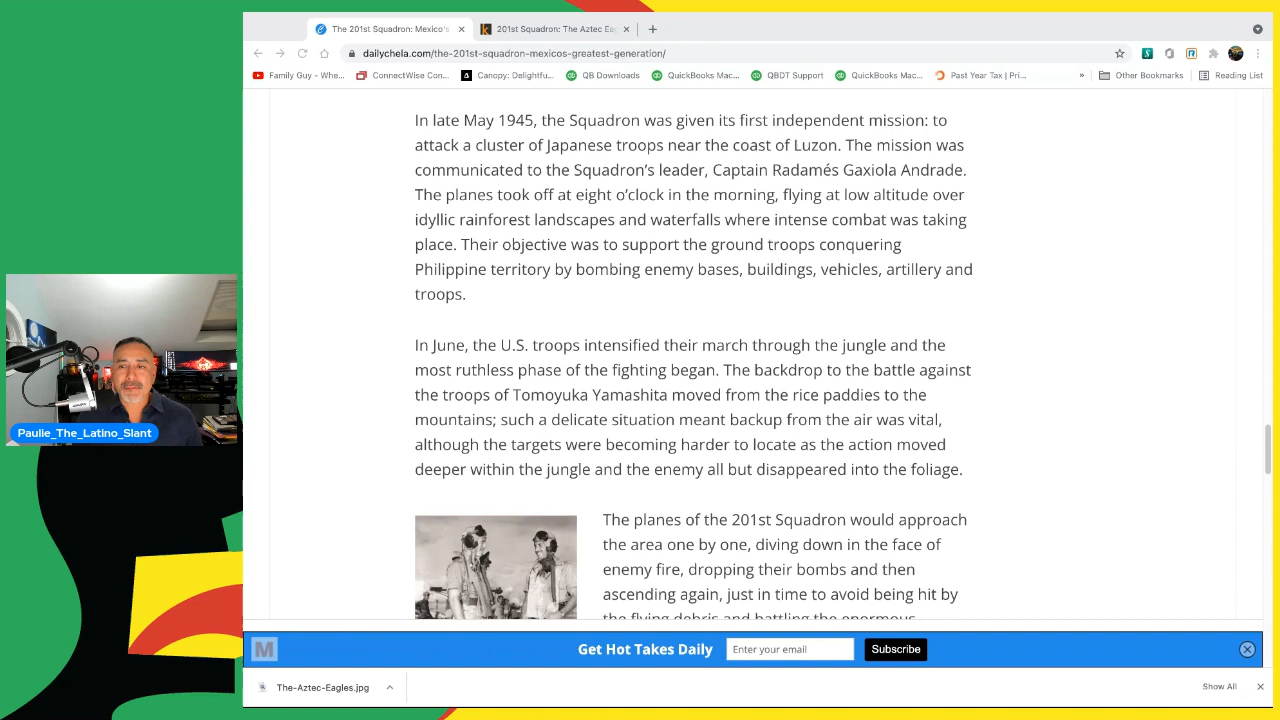 The 201st Squadron: Mexico's
201st Squadron: The Aztec Ea
dailychela.com/the-201st-squadron-mexicos-greatest-generation/
Family Guy - Whe...
ConnectWise Con...
Canopy: Delightfu...
QB Downloads
QuickBooks Mac...
QBDT Support
QuickBooks Mac...
Past Year Tax | Pri...
»
Other Bookmarks
Reading List
In late May 1945, the Squadron was given its first independent mission: to
attack a cluster of Japanese troops near the coast of Luzon. The mission was
communicated to the Squadron's leader, Captain Radamés Gaxiola Andrade.
The planes took off at eight o'clock in the morning, flying at low altitude over
idyllic rainforest landscapes and waterfalls where intense combat was taking
place. Their objective was to support the ground troops conquering
Philippine territory by bombing enemy bases, buildings, vehicles, artillery and
troops.
In June, the U.S. troops intensified their march through the jungle and the
most ruthless phase of the fighting began. The backdrop to the battle against
the troops of Tomoyuka Yamashita moved from the rice paddies to the
mountains; such a delicate situation meant backup from the air was vital,
although the targets were becoming harder to locate as the action moved
deeper within the jungle and the enemy all but disappeared into the foliage.
The planes of the 201st Squadron would approach
the area one by one, diving down in the face of
enemy fire, dropping their bombs and then
ascending again, just in time to avoid being hit by
the flying debris and battling the enormous
Paulie_The_Latino_Slant
M
Get Hot Takes Daily
Enter your email
Subscribe
The-Aztec-Eagles.jpg
Show All